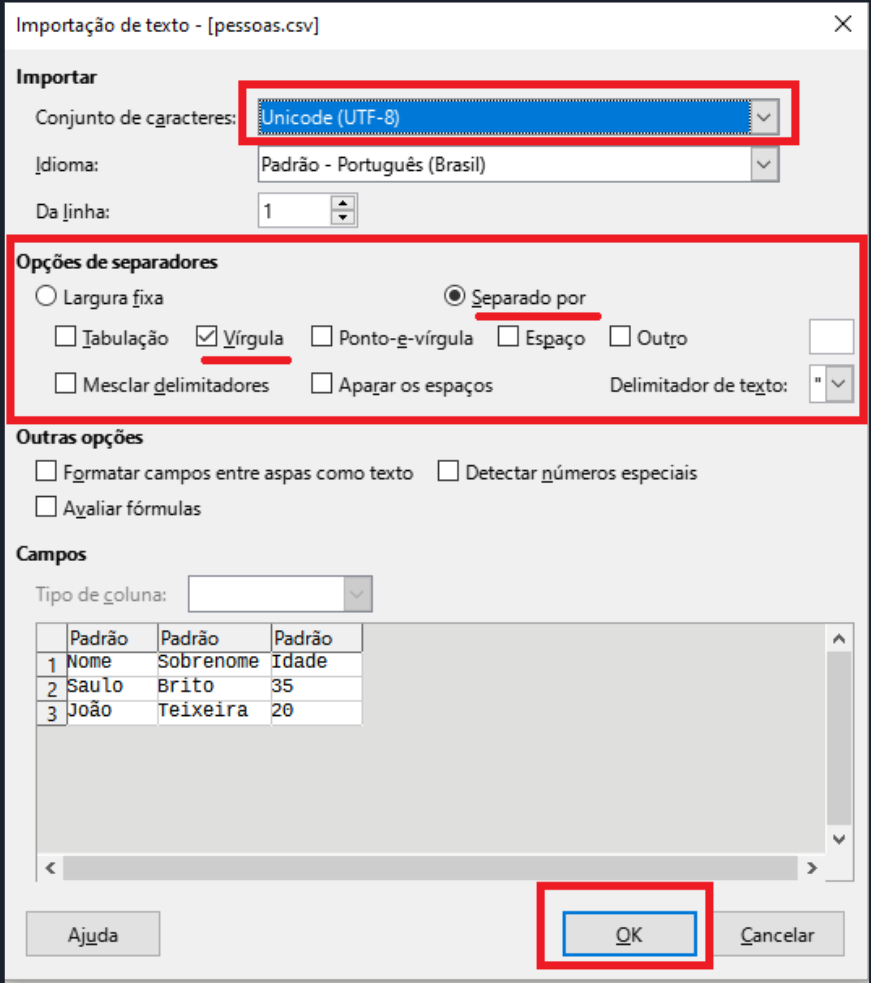 Importação de texto - [pessoas.csv]
Importar
Conjunto de caracteres: Unicode (UTF-8)
Idioma: Padrão - Português (Brasil)
Da linha: 1
Opções de separadores
Largura fixa Separado por
Tabulação Vírgula Ponto-e-vírgula Espaço Outro
Mesclar delimitadores Aparar os espaços Delimitador de texto: "
Outras opções
Formatar campos entre aspas como texto Detectar números especiais
Avaliar fórmulas
Campos
Tipo de coluna:
Padrão Padrão Padrão
1 Nome Sobrenome Idade
2 Saulo Brito 35
3 João Teixeira 20
Ajuda OK Cancelar